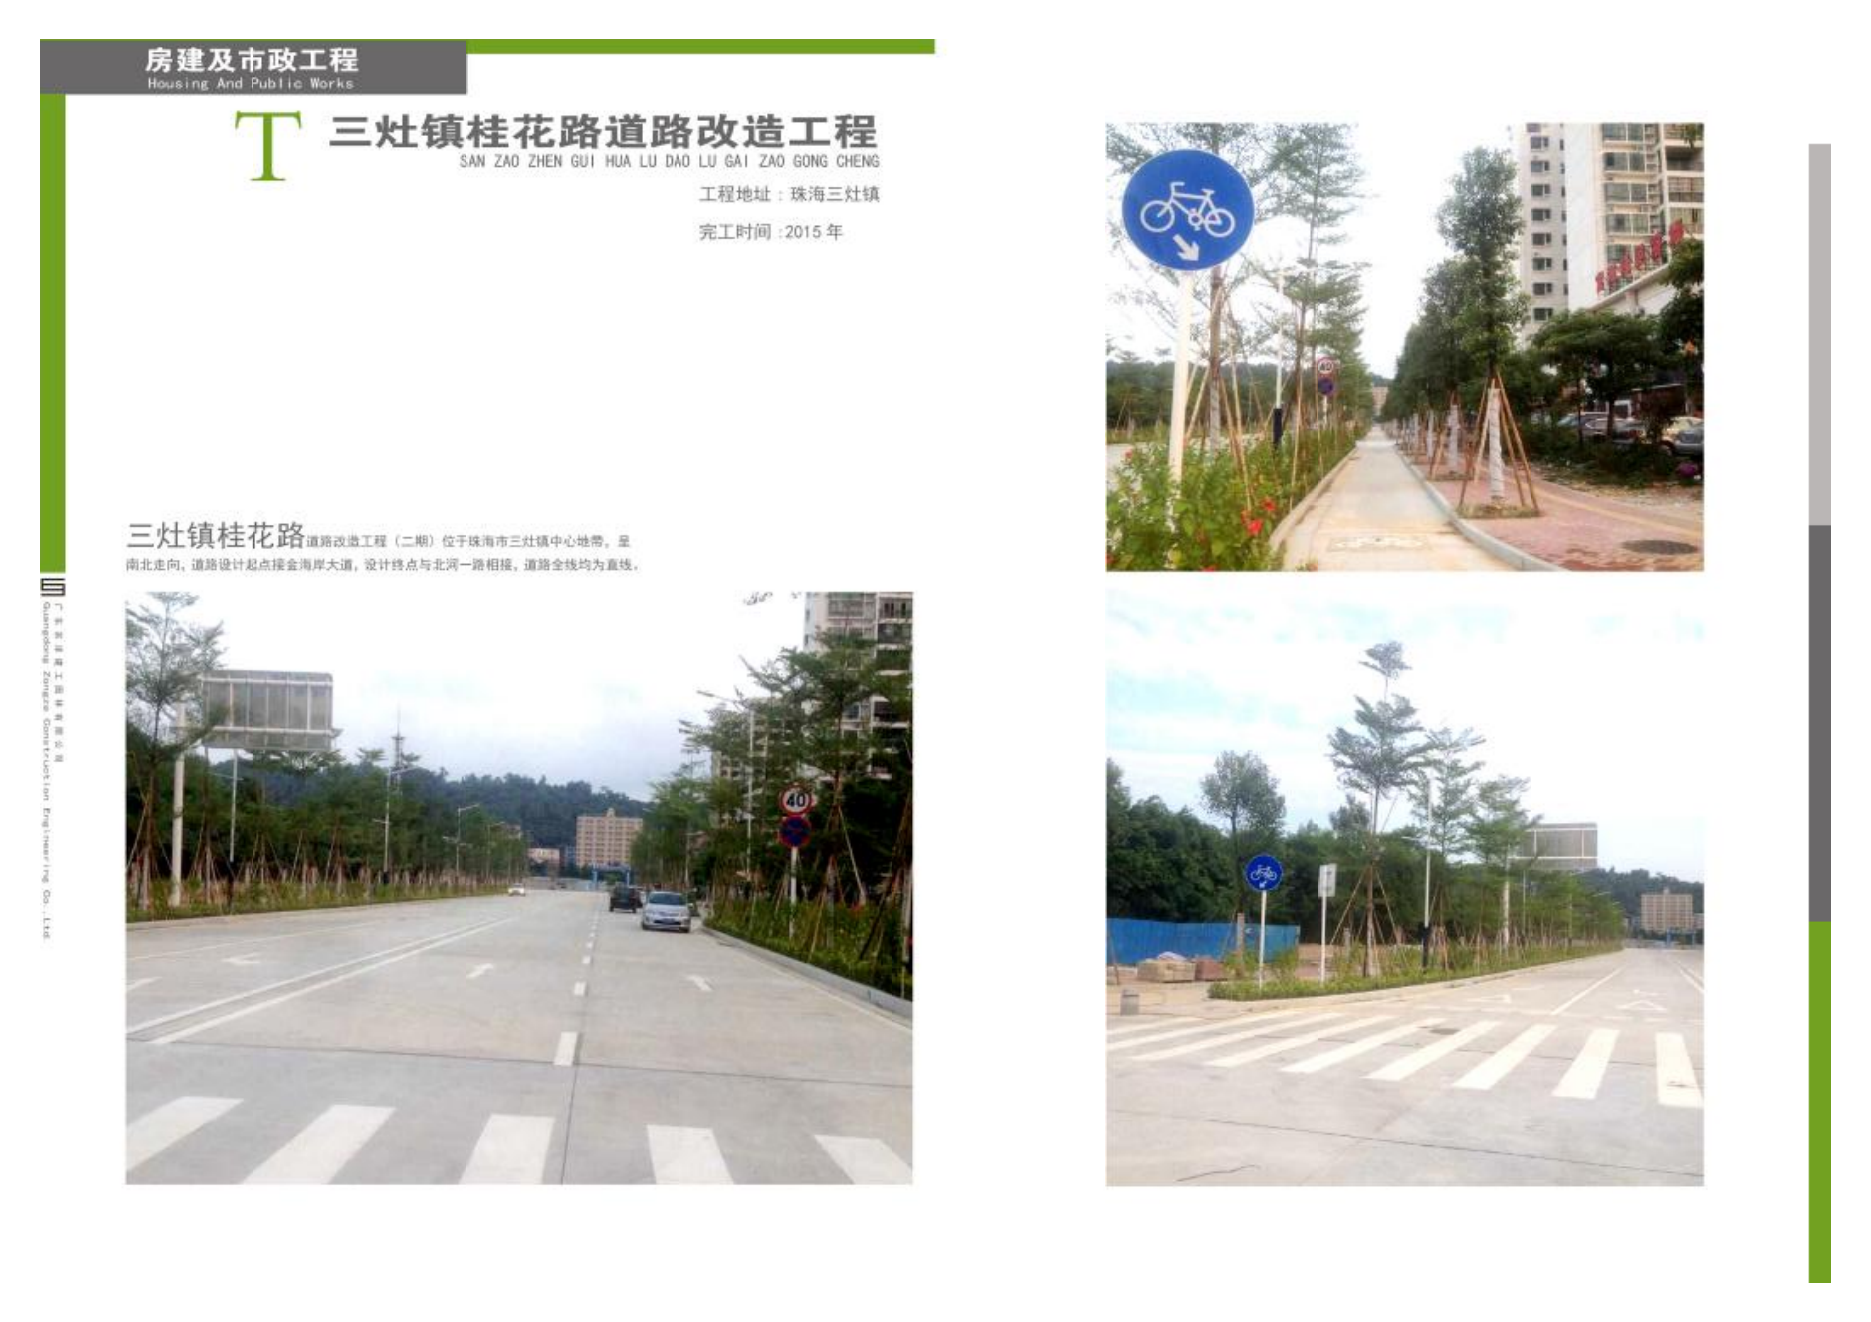 房建及市政工程
Housing And Public Works
T
三灶镇桂花路道路改造工程
SAN ZAO ZHEN GUI HUA LU DAO LU GAI ZAO GONG CHENG
工程地址：珠海三灶镇
完工时间:2015 年
三灶镇桂花路道路改造工程（二期）位于珠海市三灶镇中心地带。呈
南北走向，道路设计起点接金海岸大道，设计终点与北河一路相接，道路全线均为直线。
Guangdong Zongze Construction Engineering Co.,Ltd.
40
40